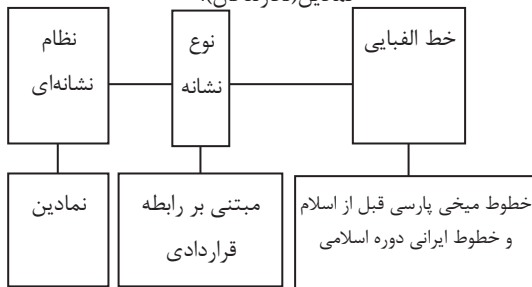 خط الفبایی
نوع
نشانه
نظام
نشانه‌ای
خطوط میخی پارسی قبل از اسلام
و خطوط ایرانی دوره اسلامی
مبتنی بر رابطه
قراردادی
نمادین